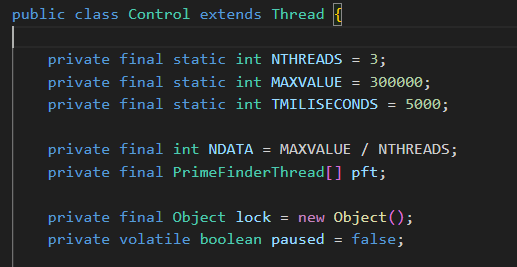 public class Control extends Thread {
private final static int NTHREADS = 3;
private final static int MAXVALUE = 300000;
private final static int TMILISECONDS = 5000;
private final int NDATA = MAXVALUE / NTHREADS;
private final PrimeFinderThread[] pft;
private final Object lock = new Object();
private volatile boolean paused = false;